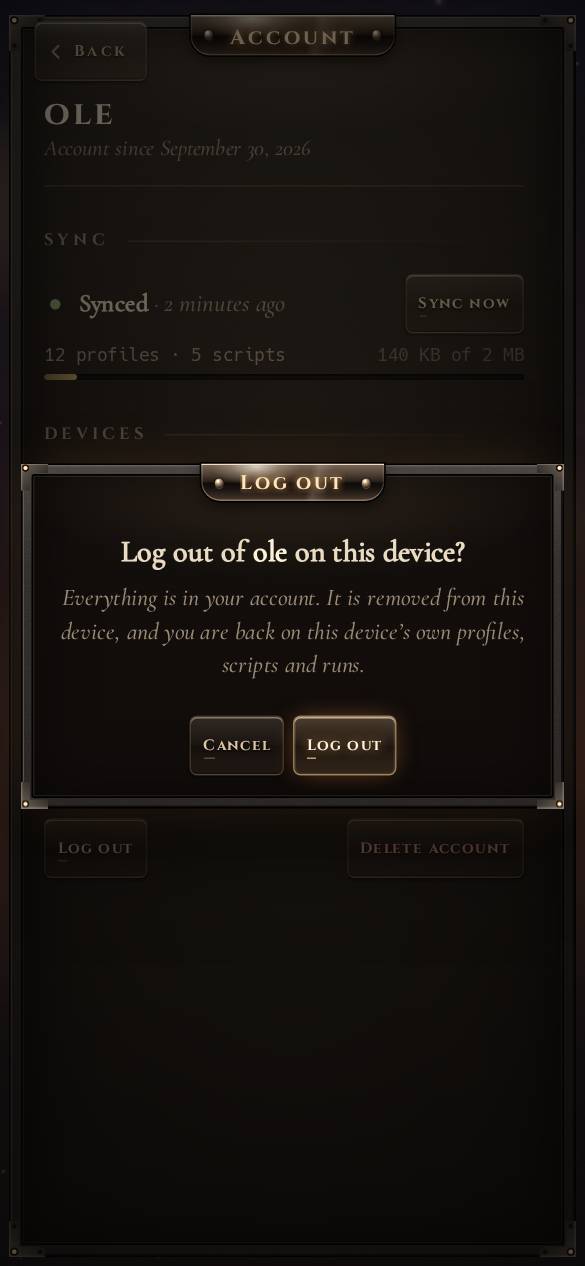 Account
Back
OLE
Account since September 30, 2026
SYNC
Synced · 2 minutes ago
Sync now
12 profiles · 5 scripts
140 KB of 2 MB
DEVICES
Log out
Log out of ole on this device?
Everything is in your account. It is removed from this
device, and you are back on this device’s own profiles,
scripts and runs.
Cancel
Log out
Log out
Delete account